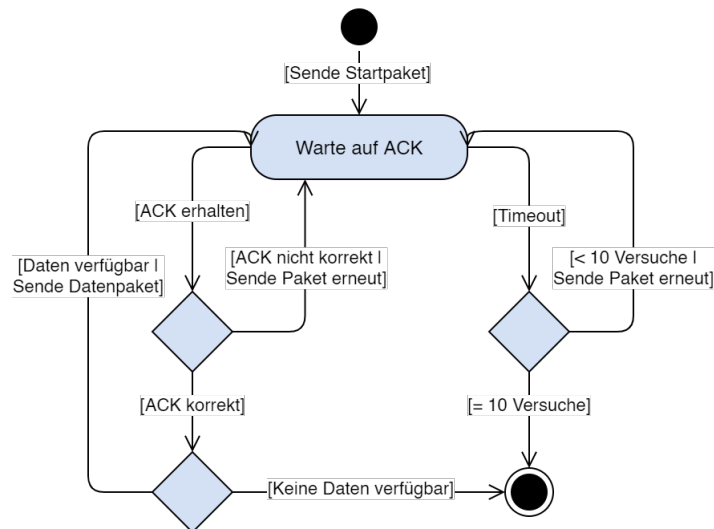 [Sende Startpaket]
Warte auf ACK
[ACK erhalten]
[Timeout]
[Daten verfügbar |
Sende Datenpaket]
[ACK nicht korrekt |
Sende Paket erneut]
[< 10 Versuche |
Sende Paket erneut]
[ACK korrekt]
[= 10 Versuche]
[Keine Daten verfügbar]